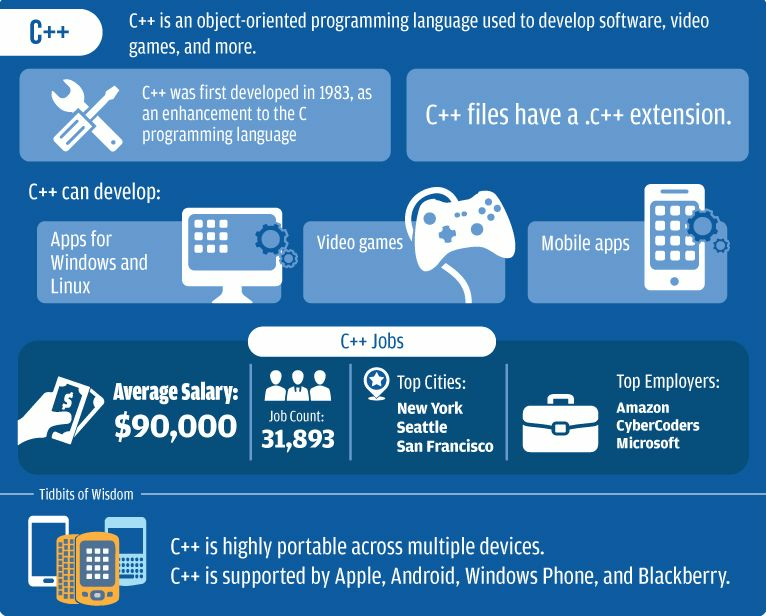 C++
C++ is an object-oriented programming language used to develop software, video
games, and more.
C++ was first developed in 1983, as
an enhancement to the C
programming language
C++ files have a .c++ extension.
C++ can develop:
Apps for
Windows and
Linux
Video games
Mobile apps
C++ Jobs
Average Salary:
$90,000
Job Count:
31,893
Top Cities:
New York
Seattle
San Francisco
Top Employers:
Amazon
CyberCoders
Microsoft
$
Tidbits of Wisdom
C++ is highly portable across multiple devices.
C++ is supported by Apple, Android, Windows Phone, and Blackberry.